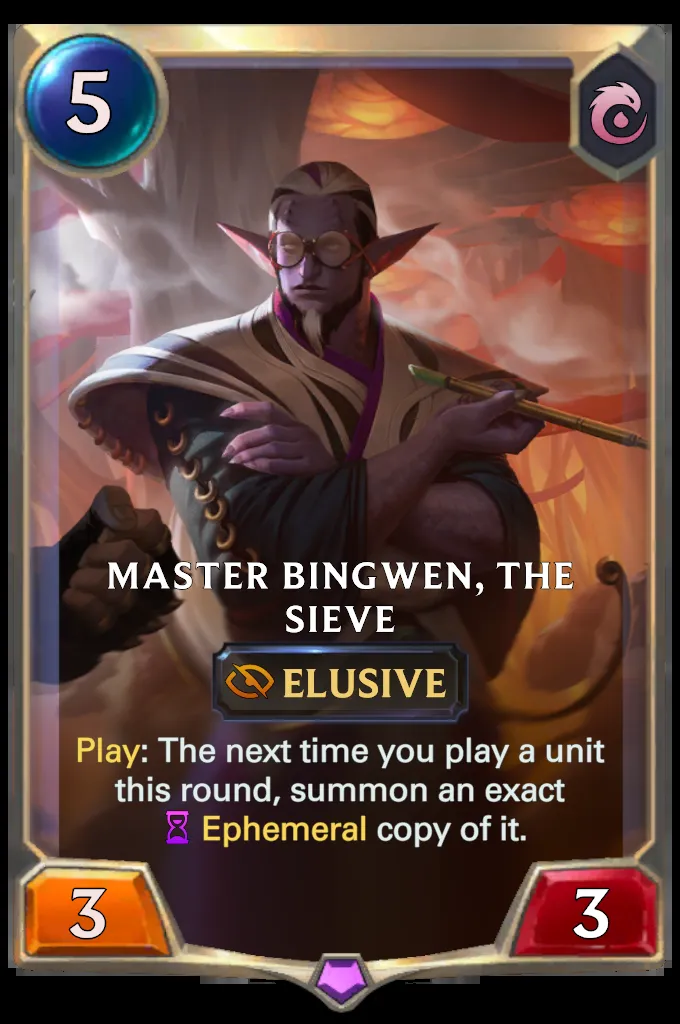 5
MASTER BINGWEN, THE
SIEVE
ELUSIVE
Play: The next time you play a unit
this round, summon an exact
Ephemeral copy of it.
3
3